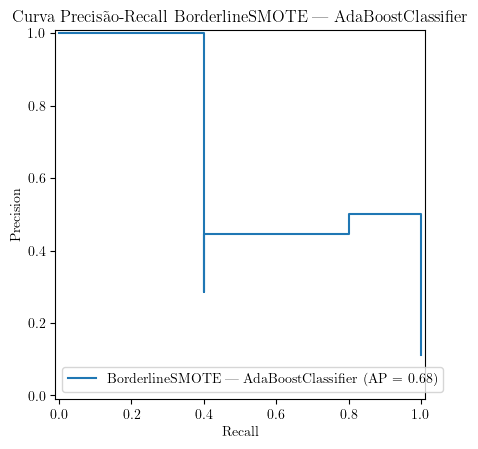 Curva Precisão-Recall BorderlineSMOTE — AdaBoostClassifier
1.0
0.8
0.6
0.4
0.2
0.0
Precision
BorderlineSMOTE — AdaBoostClassifier (AP = 0.68)
0.0 0.2 0.4 0.6 0.8 1.0
Recall